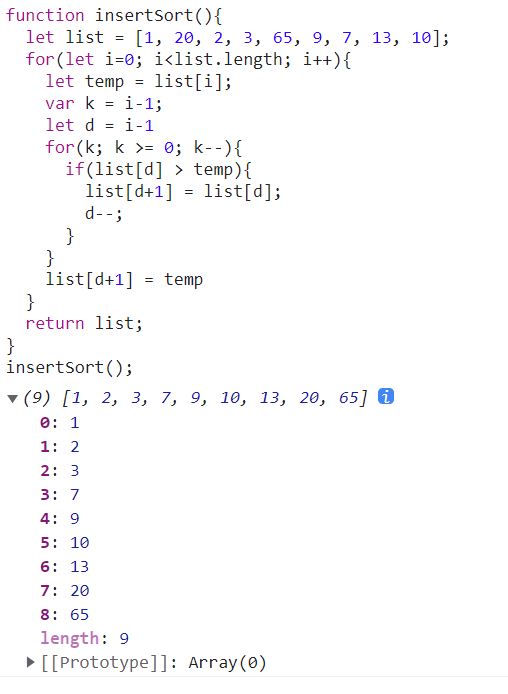 function insertSort(){
  let list = [1, 20, 2, 3, 65, 9, 7, 13, 10];
  for(let i=0; i<list.length; i++){
    let temp = list[i];
    var k = i-1;
    let d = i-1
    for(k; k >= 0; k--){
      if(list[d] > temp){
        list[d+1] = list[d];
        d--;
      }
    }
    list[d+1] = temp
  }
  return list;
}
insertSort();
▼(9) [1, 2, 3, 7, 9, 10, 13, 20, 65] i
0: 1
1: 2
2: 3
3: 7
4: 9
5: 10
6: 13
7: 20
8: 65
length: 9
▶[[Prototype]]: Array(0)